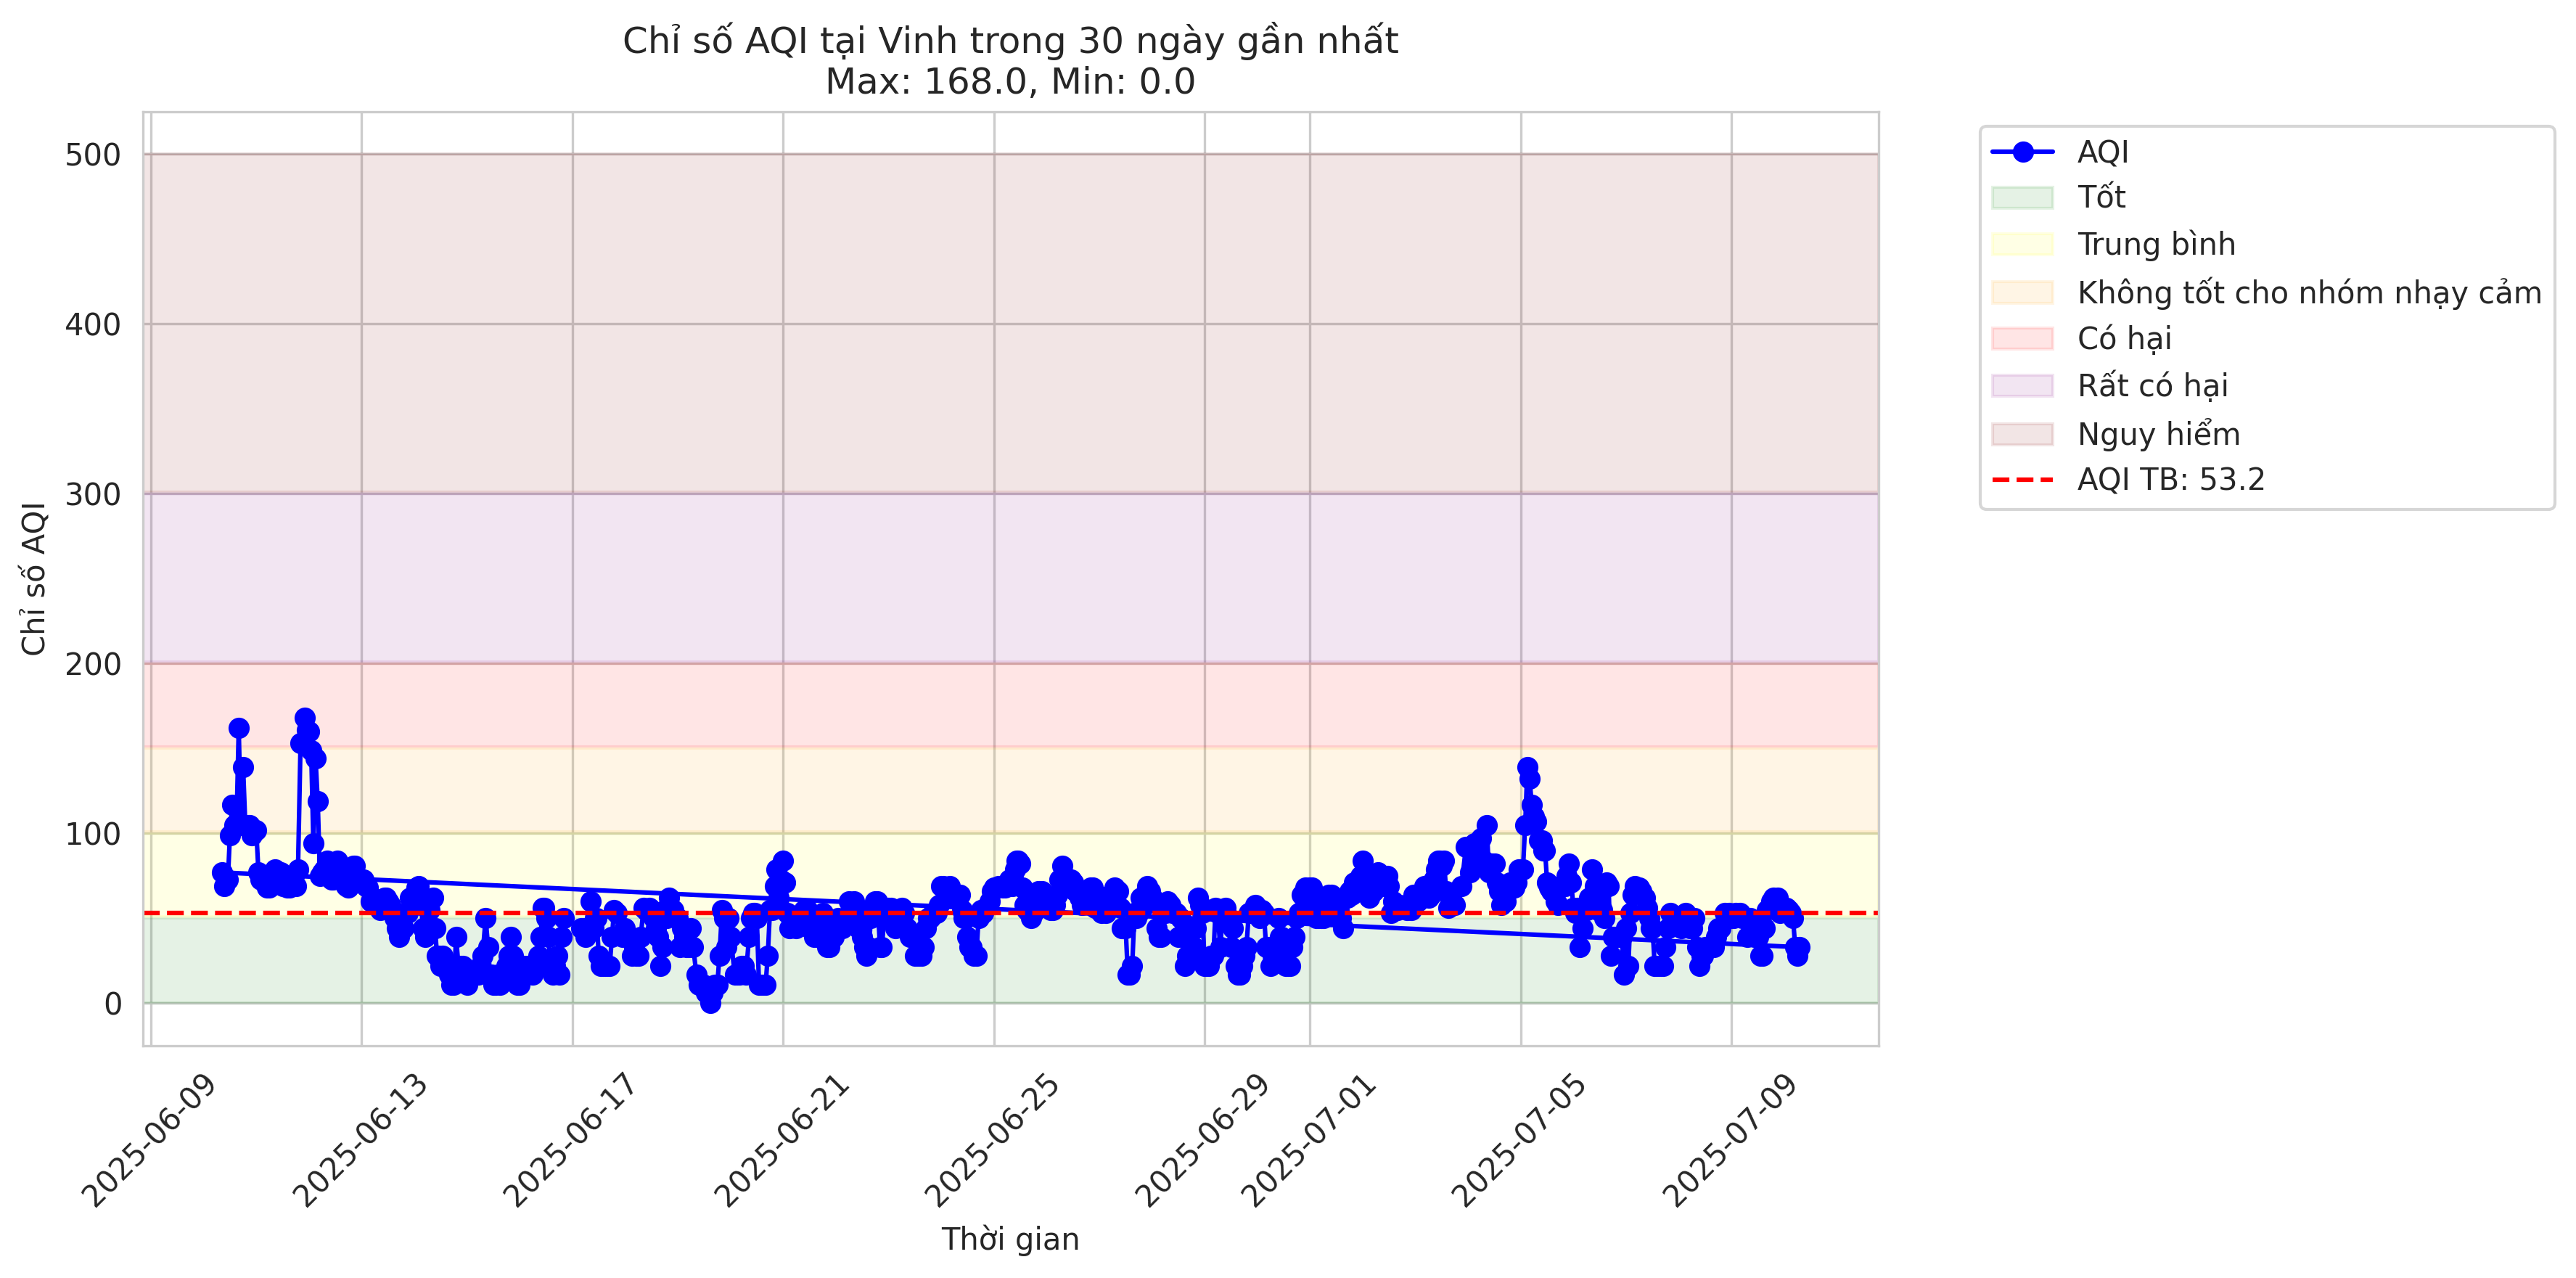 Chỉ số AQI tại Vinh trong 30 ngày gần nhất
Max: 168.0, Min: 0.0
Chỉ số AQI
500
400
300
200
100
0
2025-06-09
2025-06-13
2025-06-17
2025-06-21
2025-06-25
2025-06-29
2025-07-01
2025-07-05
2025-07-09
Thời gian
AQI
Tốt
Trung bình
Không tốt cho nhóm nhạy cảm
Có hại
Rất có hại
Nguy hiểm
AQI TB: 53.2